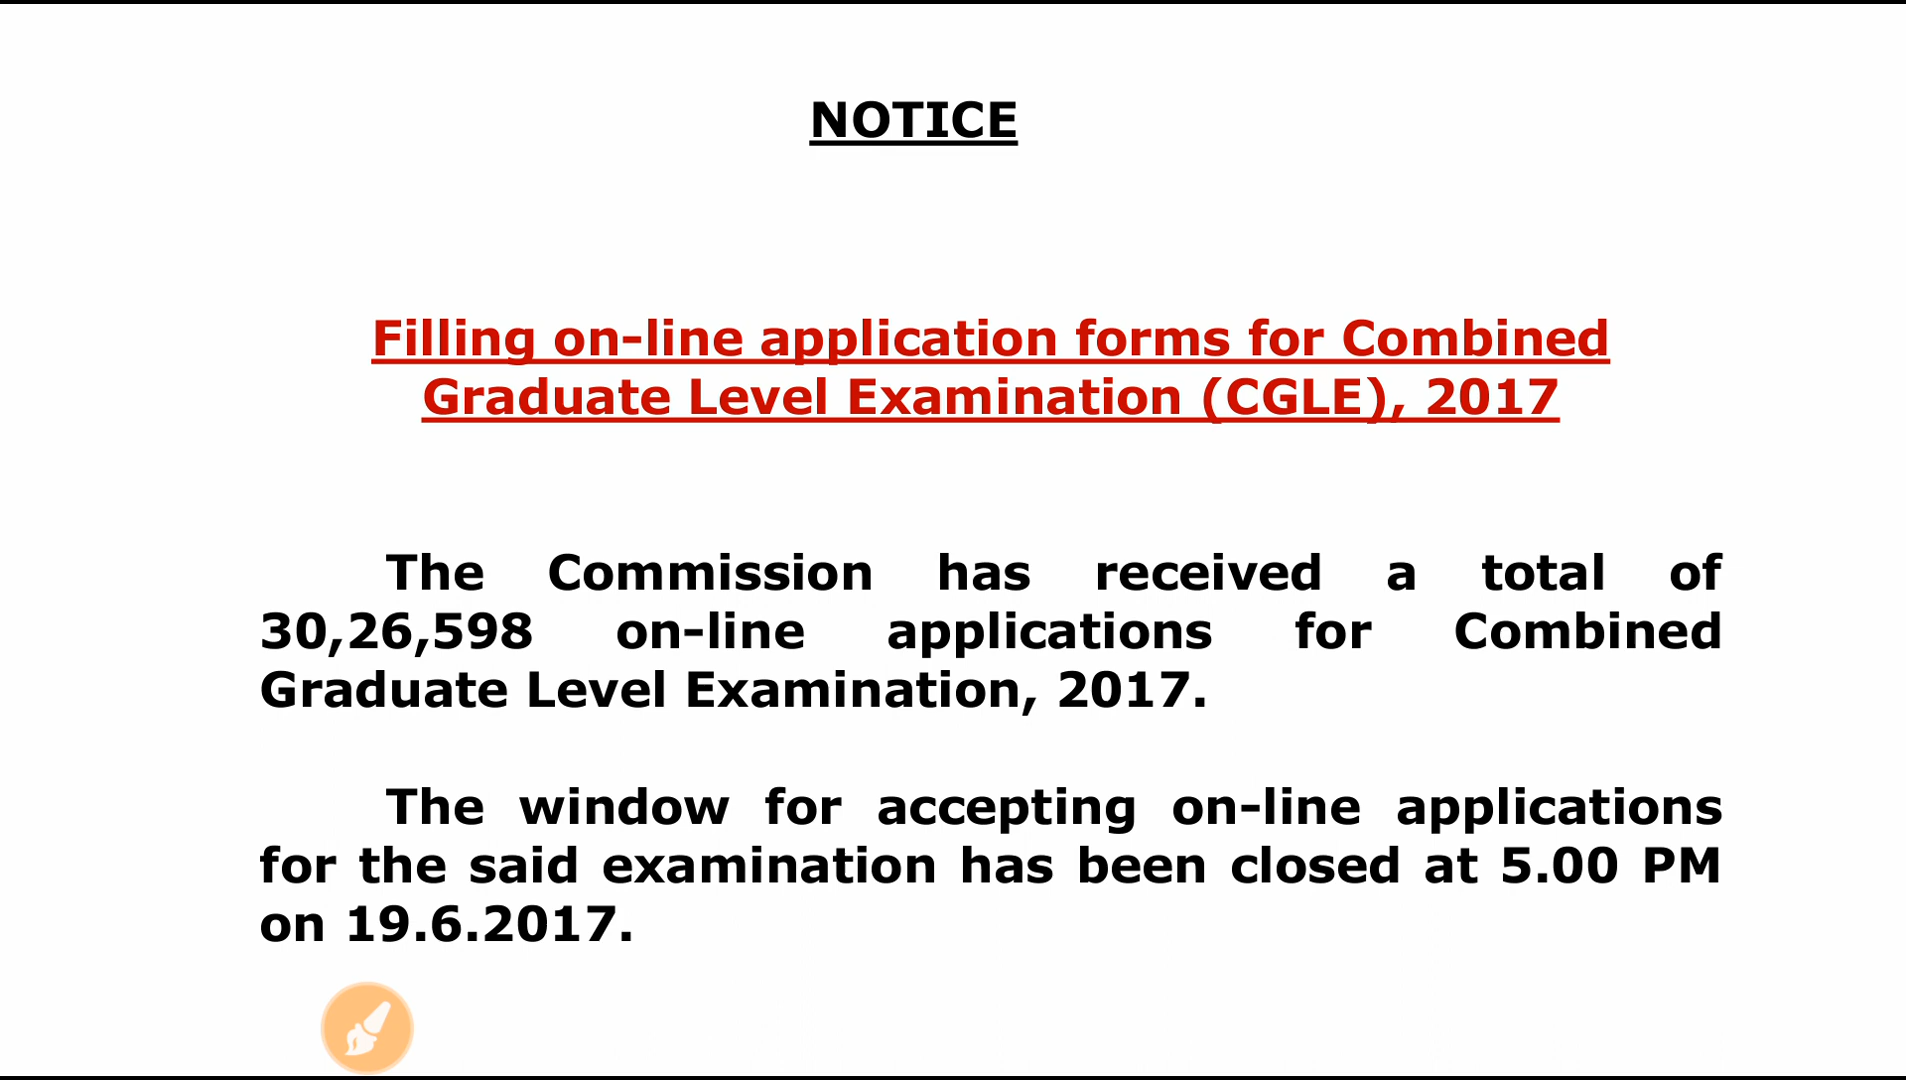 NOTICE
Filling on-line application forms for Combined
Graduate Level Examination (CGLE), 2017
The Commission has received a total of
30,26,598 on-line applications for Combined
Graduate Level Examination, 2017.
The window for accepting on-line applications
for the said examination has been closed at 5.00 PM
on 19.6.2017.